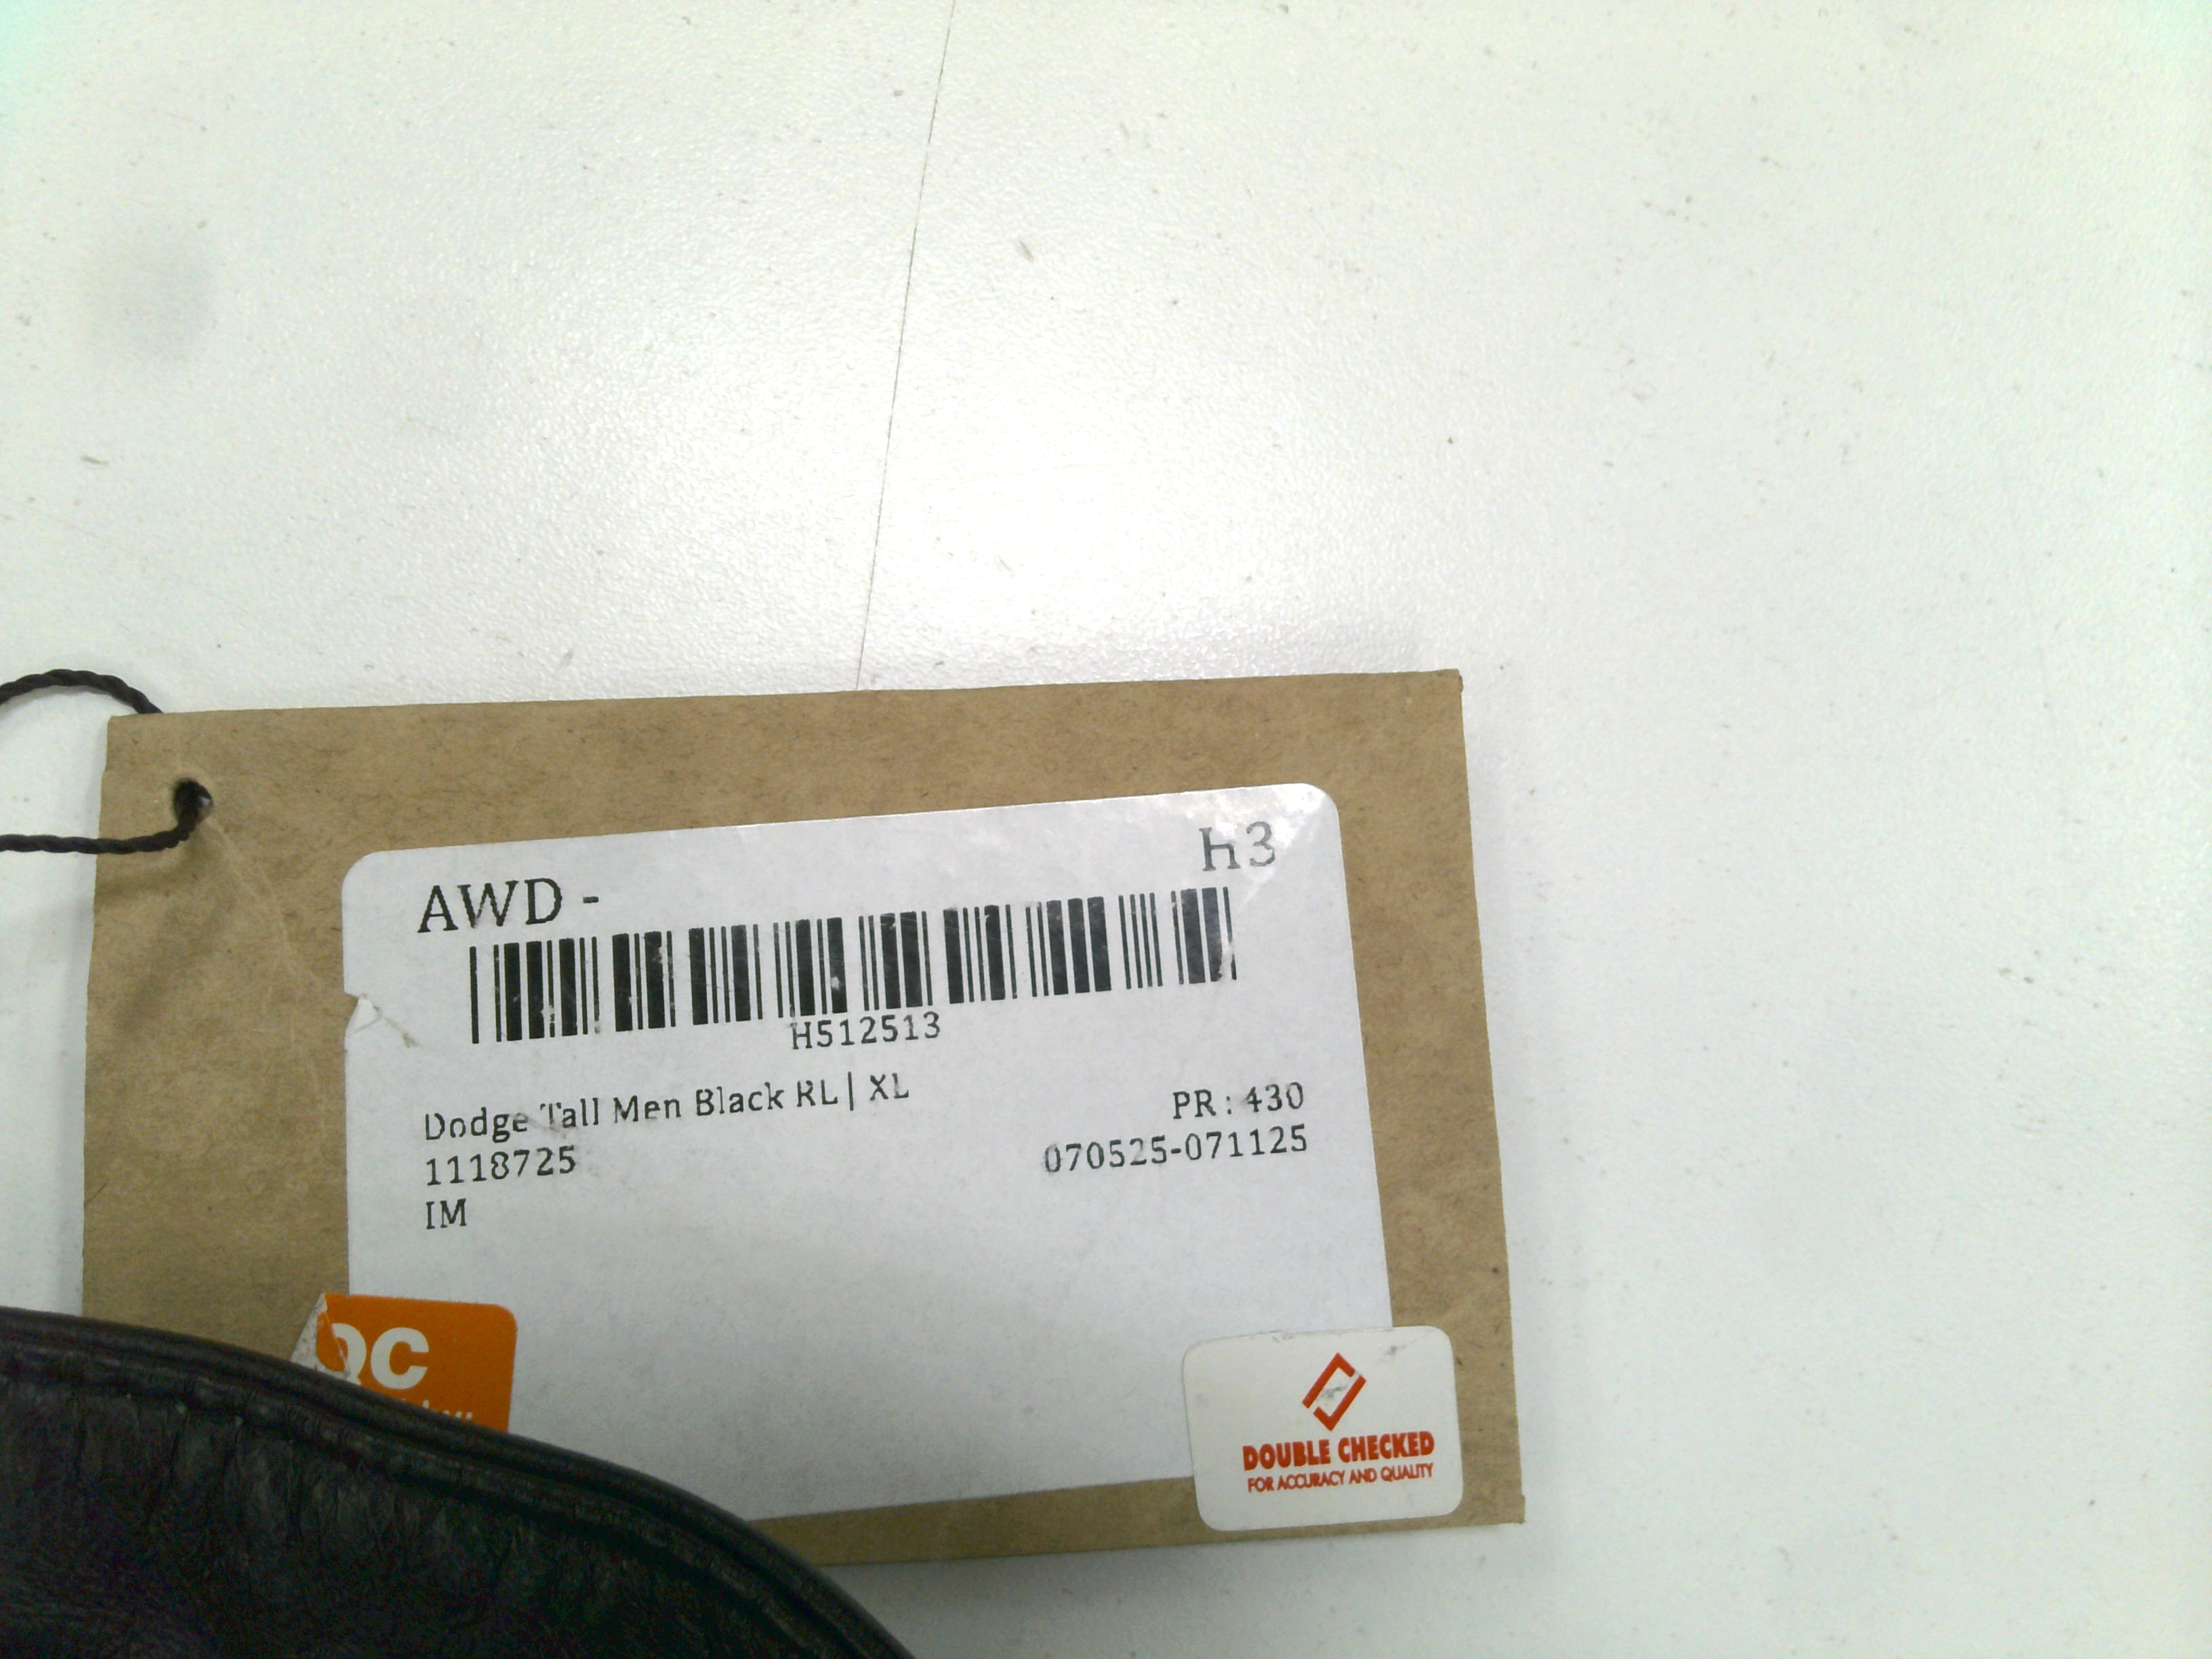 H3
AWD -
H512513
Dodge Tall Men Black RL | XL
PR : 430
1118725
070525-071125
IM
QC
DOUBLE CHECKED
FOR ACCURACY AND QUALITY